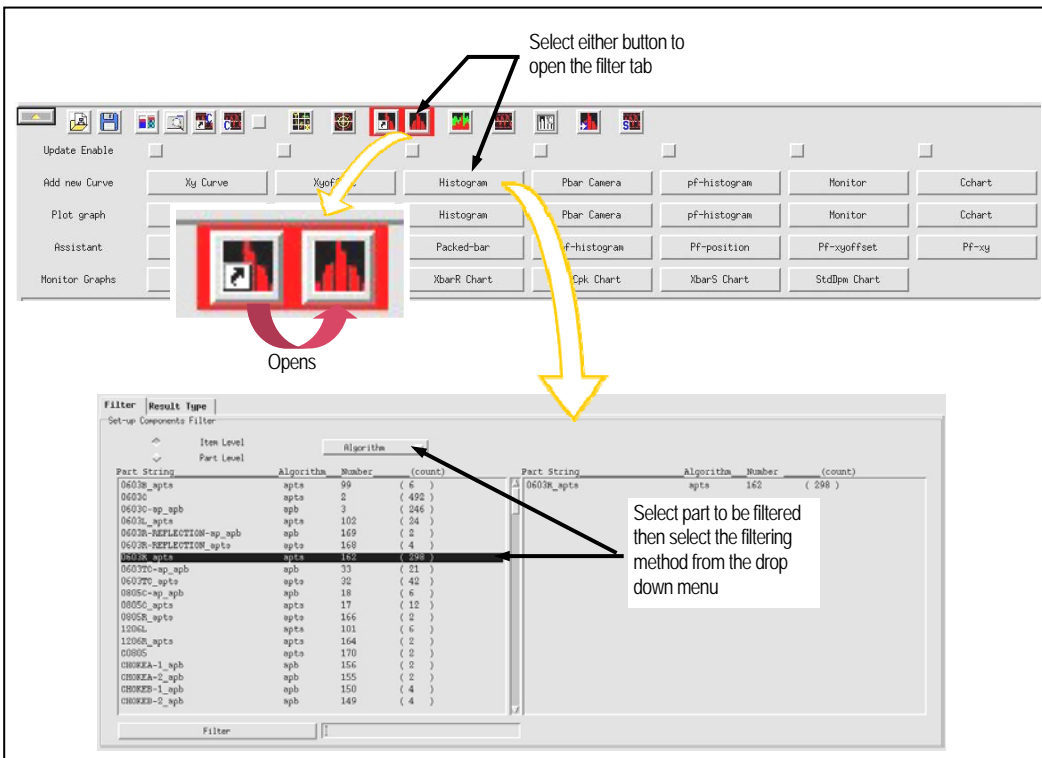 Select either button to
open the filter tab
Update Enable
Add new Curve Xy Curve Histogram Pbar Camera pf-histogram Monitor Cchart
Plot graph Histogram Pbar Camera pf-histogram Monitor Cchart
Assistant Packed-bar Pf-position Pf-xyoffset Pf-xy
Monitor Graphs XbarR Chart Cpk Chart XbarS Chart StdDpm Chart
Opens
Filter Result Type
Set-up Components Filter
Item Level
Algorithm
Part Level
Part String Algorithm Number (count) Part String Algorithm Number (count)
apts 99 ( 6 ) 0603R_apts apts 162 ( 298 )
0603C apts 2 ( 492 )
0603C-ap_apb apb 3 ( 246 )
0603L_apts apts 102 ( 24 )
0603R-REFLECTION-ap_apb apb 169 ( 2 )
0603R-REFLECTION_apts apts 168 ( 4 )
0603R_apts apts 162 ( 298 )
0603TC-ap_apb apb 33 ( 21 )
0603TC_apts apts 32 ( 42 )
0805C-ap_apb apb 18 ( 6 )
0805C_apts apts 17 ( 12 )
0805R_apts apts 166 ( 2 )
1206L apts 101 ( 6 )
1206R_apts apts 164 ( 2 )
C0805 apts 170 ( 2 )
CHOKEA-1_apb apb 156 ( 2 )
CHOKEA-2_apb apb 155 ( 2 )
CHOKEB-1_apb apb 150 ( 4 )
CHOKEB-2_apb apb 149 ( 4 )
Select part to be filtered
then select the filtering
method from the drop
down menu
Filter